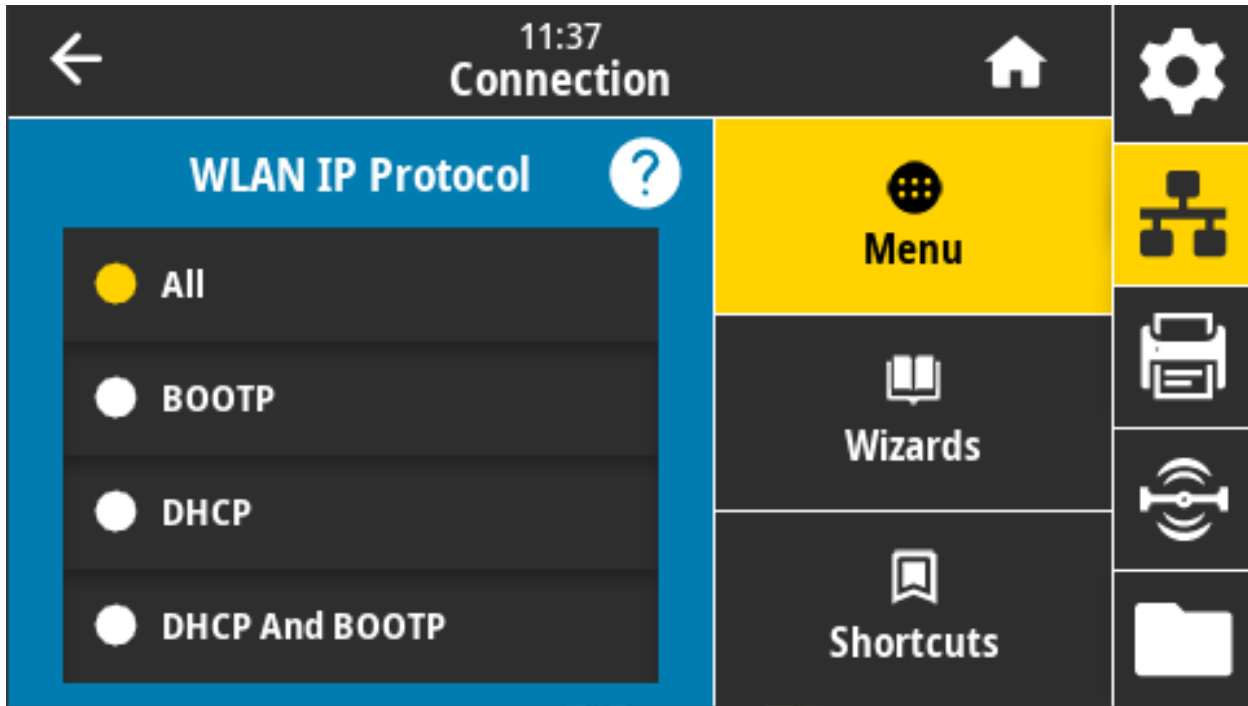 11:37
Connection
WLAN IP Protocol
?
All
BOOTP
DHCP
DHCP And BOOTP
Menu
Wizards
Shortcuts